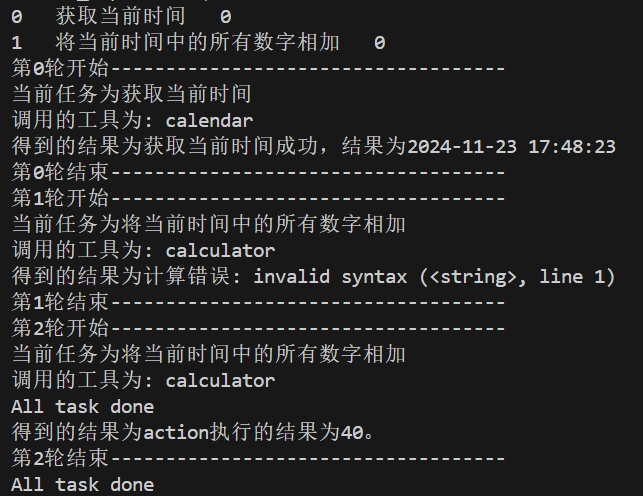 0 获取当前时间 0
1 将当前时间中的所有数字相加 0
第0轮开始------------------------------------
当前任务为获取当前时间
调用的工具为: calendar
得到的结果为获取当前时间成功，结果为2024-11-23 17:48:23
第0轮结束------------------------------------
第1轮开始------------------------------------
当前任务为将当前时间中的所有数字相加
调用的工具为: calculator
得到的结果为计算错误: invalid syntax (<string>, line 1)
第1轮结束------------------------------------
第2轮开始------------------------------------
当前任务为将当前时间中的所有数字相加
调用的工具为: calculator
All task done
得到的结果为action执行的结果为40。
第2轮结束------------------------------------
All task done